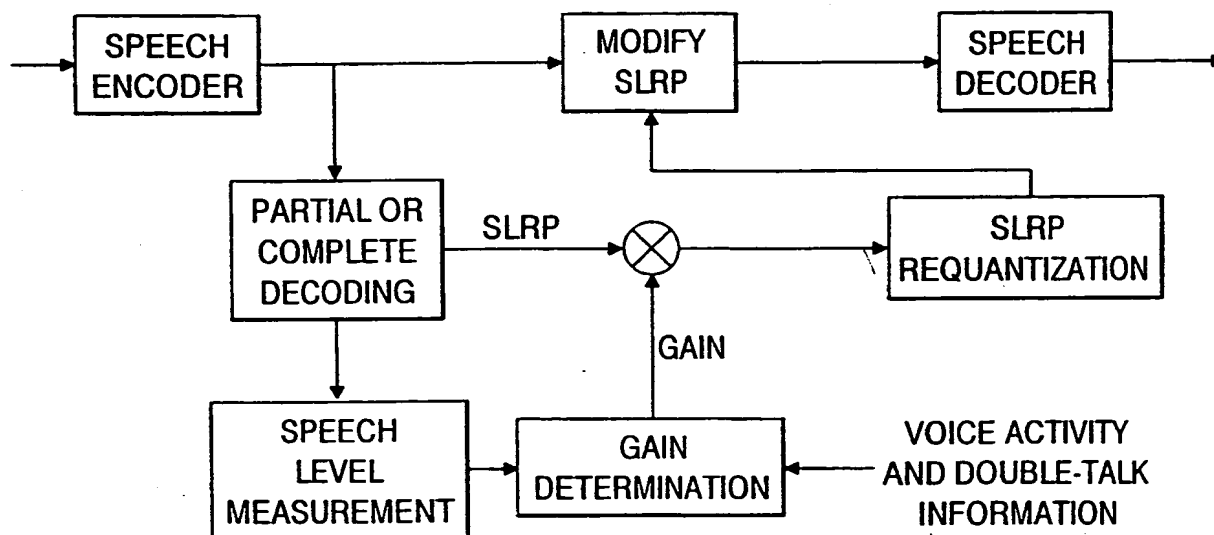 SPEECH
ENCODER
MODIFY
SLRP
SPEECH
DECODER
PARTIAL OR
COMPLETE
DECODING
SLRP
SLRP
REQUANTIZATION
GAIN
SPEECH
LEVEL
MEASUREMENT
GAIN
DETERMINATION
VOICE ACTIVITY
AND DOUBLE-TALK
INFORMATION